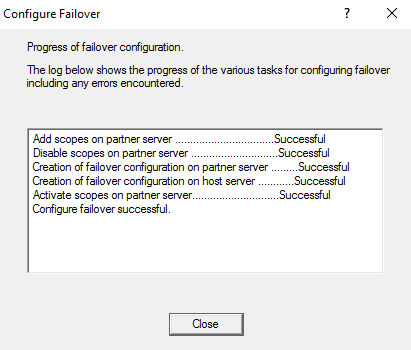 Configure Failover
?
Progress of failover configuration.
The log below shows the progress of the various tasks for configuring failover
including any errors encountered.
Add scopes on partner server .................................Successful
Disable scopes on partner server .............................Successful
Creation of failover configuration on partner server .........Successful
Creation of failover configuration on host server ............Successful
Activate scopes on partner server.............................Successful
Configure failover successful.
Close